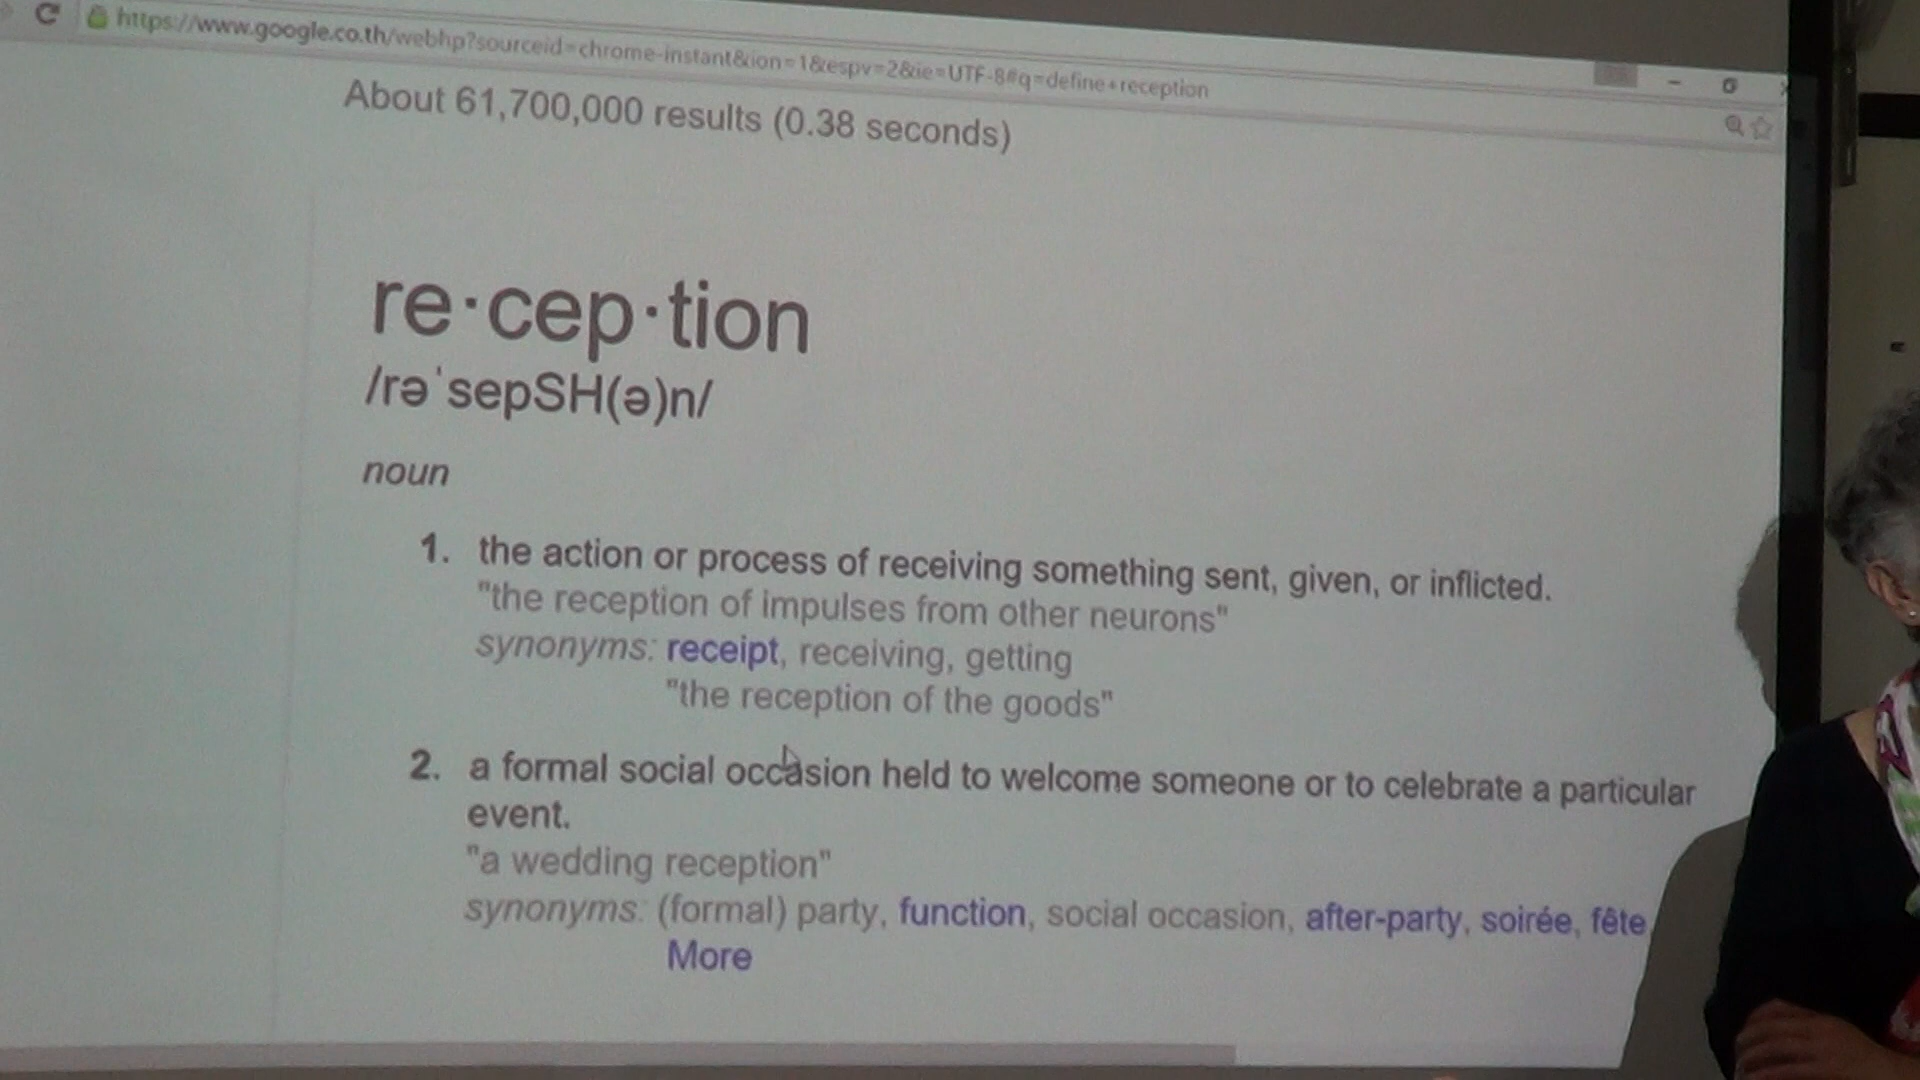 https://www.google.co.th/webhp?sourceid=chrome-instant&ion=1&espv=2&ie=UTF-8#q=define+reception
About 61,700,000 results (0.38 seconds)
re·cep·tion
/rəˈsepSH(ə)n/
noun
1. the action or process of receiving something sent, given, or inflicted.
"the reception of impulses from other neurons"
synonyms: receipt, receiving, getting
"the reception of the goods"
2. a formal social occasion held to welcome someone or to celebrate a particular
event.
"a wedding reception"
synonyms: (formal) party, function, social occasion, after-party, soirée, fête
More